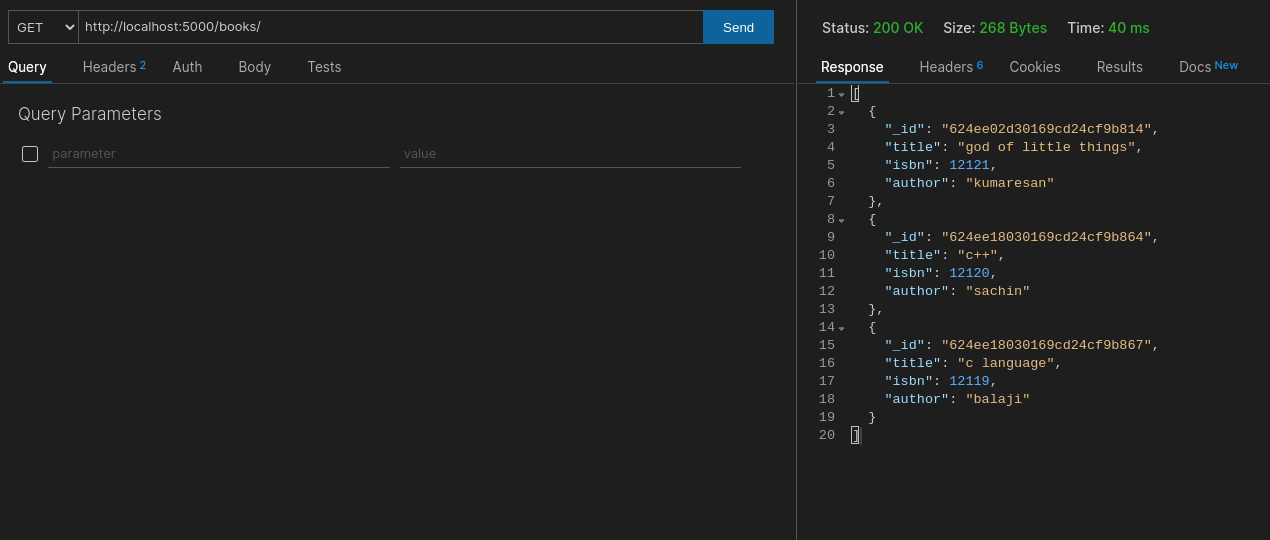 GET http://localhost:5000/books/ Send
Query Headers 2 Auth Body Tests
Query Parameters
parameter value
Status: 200 OK Size: 268 Bytes Time: 40 ms
Response Headers 6 Cookies Results Docs New
1 [
2 {
3 "_id": "624ee02d30169cd24cf9b814",
4 "title": "god of little things",
5 "isbn": 12121,
6 "author": "kumaresan"
7 },
8 {
9 "_id": "624ee18030169cd24cf9b864",
10 "title": "c++",
11 "isbn": 12120,
12 "author": "sachin"
13 },
14 {
15 "_id": "624ee18030169cd24cf9b867",
16 "title": "c language",
17 "isbn": 12119,
18 "author": "balaji"
19 }
20 ]